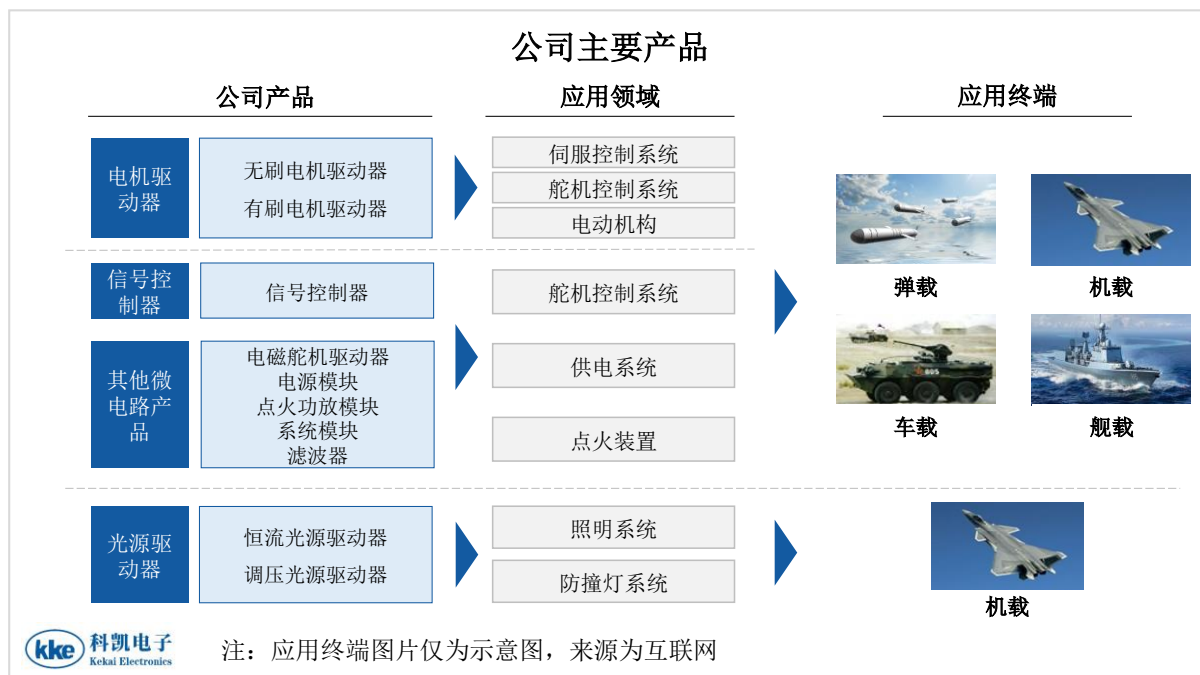 公司主要产品
公司产品
应用领域
应用终端
电机驱
动器
无刷电机驱动器
有刷电机驱动器
伺服控制系统
舵机控制系统
电动机构
信号控
制器
信号控制器
舵机控制系统
其他微
电路产
品
电磁舵机驱动器
电源模块
点火功放模块
系统模块
滤波器
供电系统
点火装置
弹载
机载
805
车载
舰载
光源驱
动器
恒流光源驱动器
调压光源驱动器
照明系统
防撞灯系统
机载
kke
科凯电子
Kekai Electronics
注：应用终端图片仅为示意图，来源为互联网